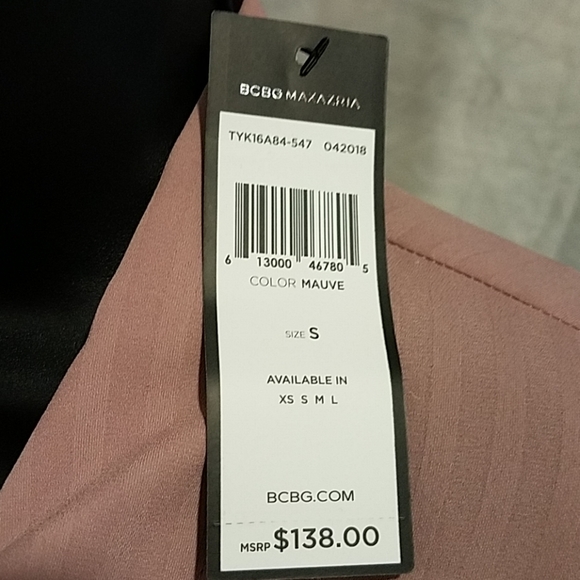 BCBGMAXAZRIA
TYK16A84-547 042018
6 13000 46780 5
COLOR MAUVE
SIZE S
AVAILABLE IN
XS S M L
BCBG.COM
MSRP $138.00